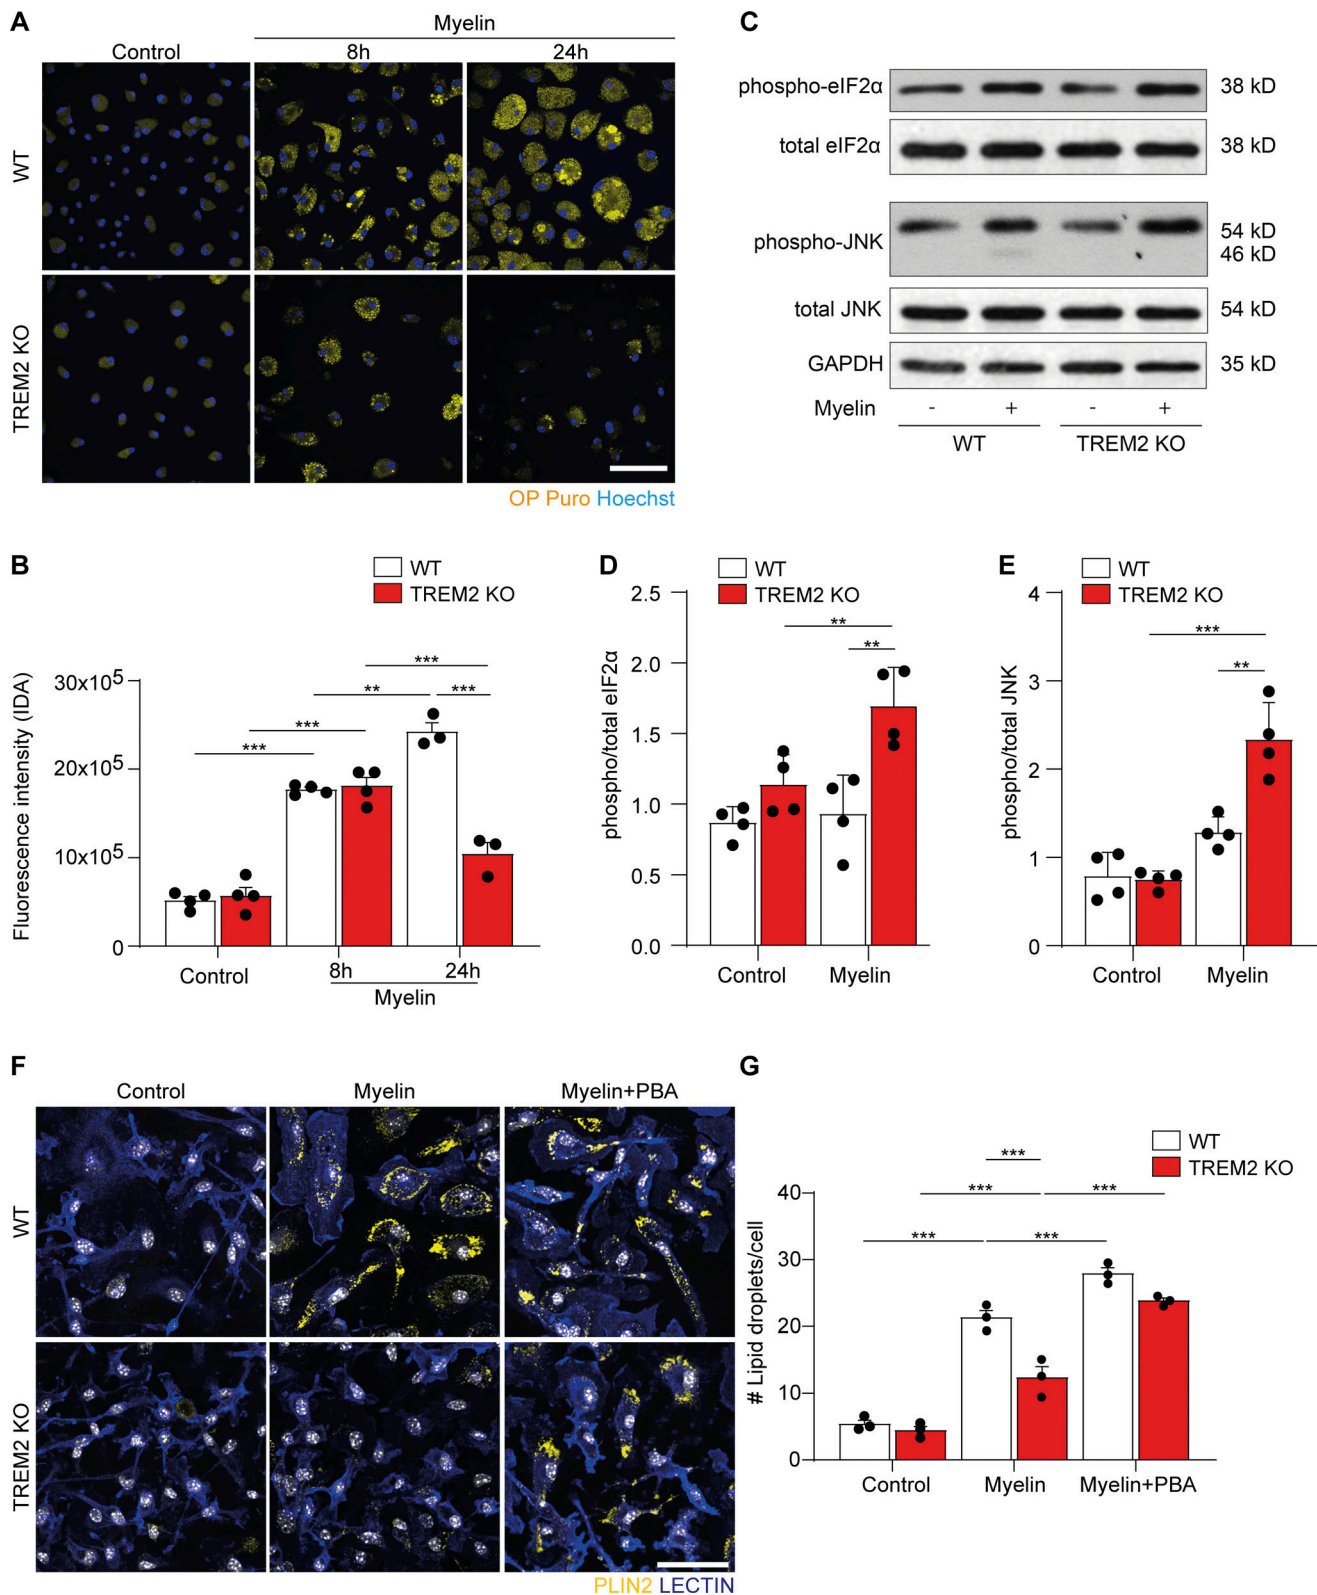 A
Myelin
Control 8h 24h
WT
TREM2 KO
OP Puro Hoechst
C
phospho-eIF2α 38 kD
total eIF2α 38 kD
phospho-JNK 54 kD
46 kD
total JNK 54 kD
GAPDH 35 kD
Myelin - + - +
WT TREM2 KO
B
WT
TREM2 KO
Fluorescence intensity (IDA)
30x10⁵
20x10⁵
10x10⁵
0
***
***
**
***
***
Control 8h 24h
Myelin
D
WT
TREM2 KO
phospho/total eIF2α
2.5
2.0
1.5
1.0
0.5
0.0
**
**
Control Myelin
E
WT
TREM2 KO
phospho/total JNK
4
3
2
1
0
***
**
Control Myelin
F
Control Myelin Myelin+PBA
WT
TREM2 KO
PLIN2 LECTIN
G
WT
TREM2 KO
# Lipid droplets/cell
40
30
20
10
0
***
*** ***
*** ***
Control Myelin Myelin+PBA